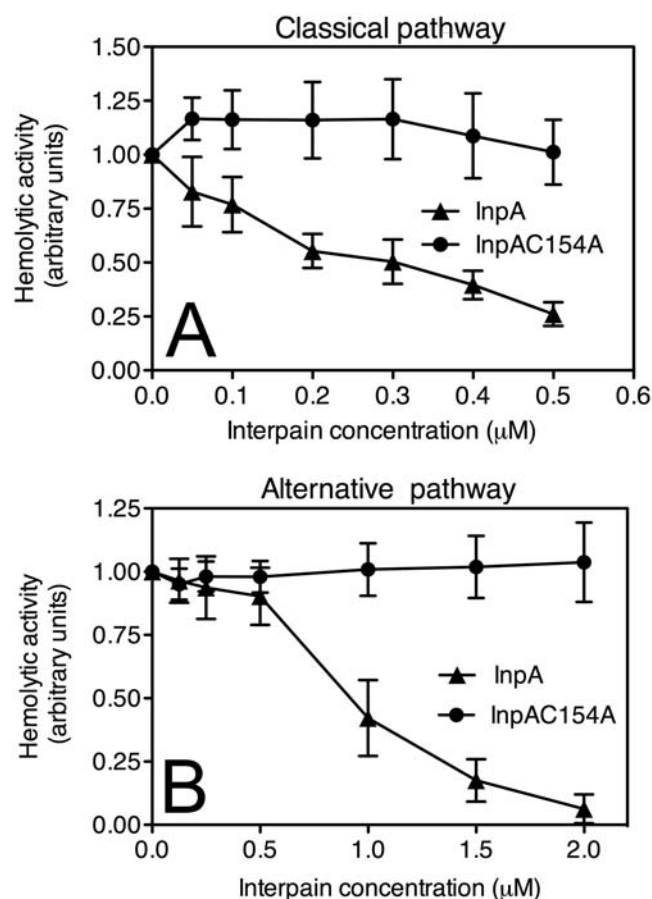 Classical pathway
Hemolytic activity
(arbitrary units)
1.50
1.25
1.00
0.75
0.50
0.25
0.00
InpA
InpAC154A
A
0.0 0.1 0.2 0.3 0.4 0.5 0.6
Interpain concentration (μM)
Alternative pathway
Hemolytic activity
(arbitrary units)
1.25
1.00
0.75
0.50
0.25
0.00
InpA
InpAC154A
B
0.0 0.5 1.0 1.5 2.0
Interpain concentration (μM)